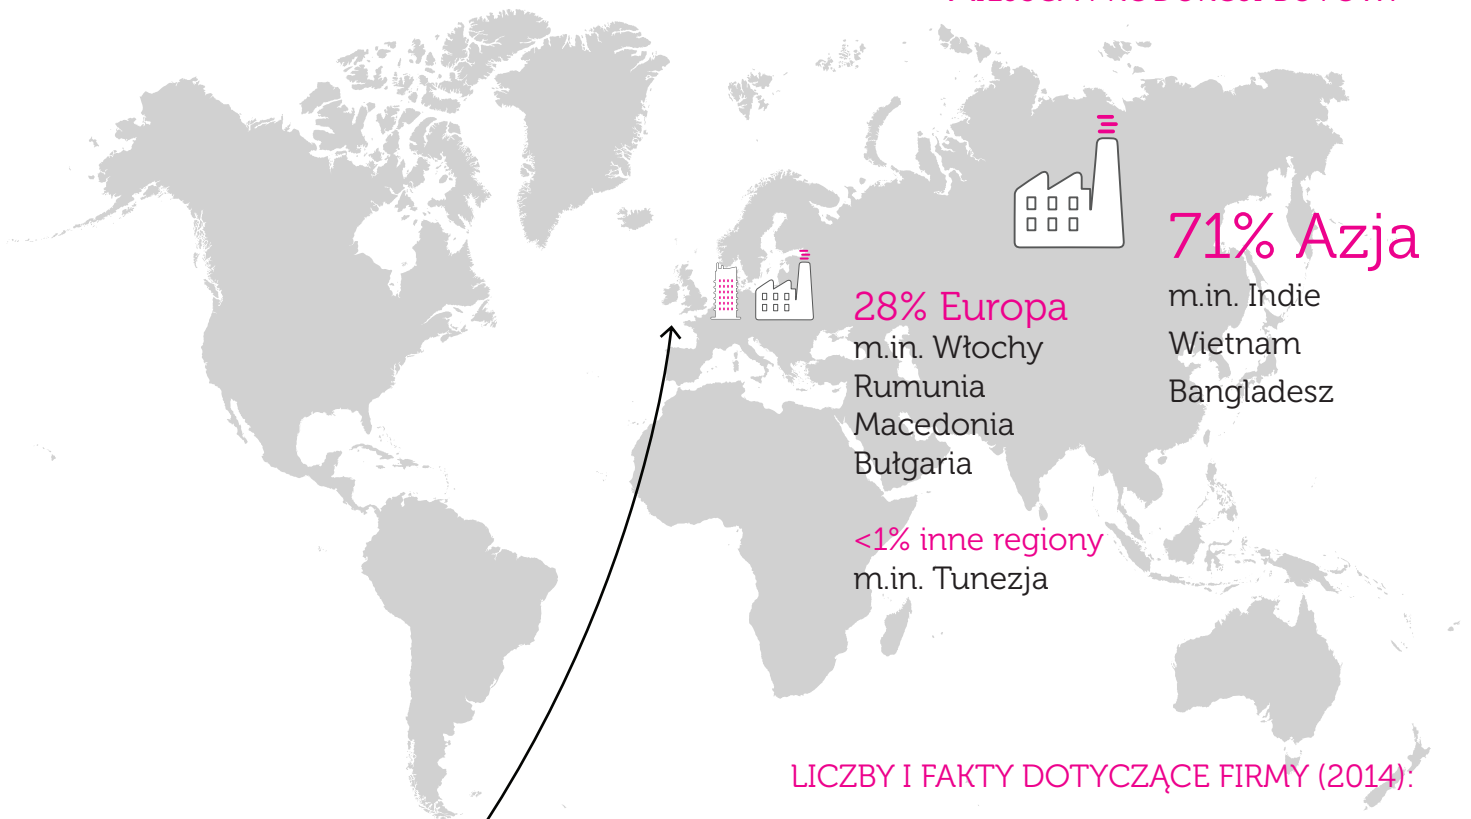 71% Azja
m.in. Indie
Wietnam
Bangladesz
28% Europa
m.in. Włochy
Rumunia
Macedonia
Bułgaria
<1% inne regiony
m.in. Tunezja
LICZBY I FAKTY DOTYCZĄCE FIRMY (2014):